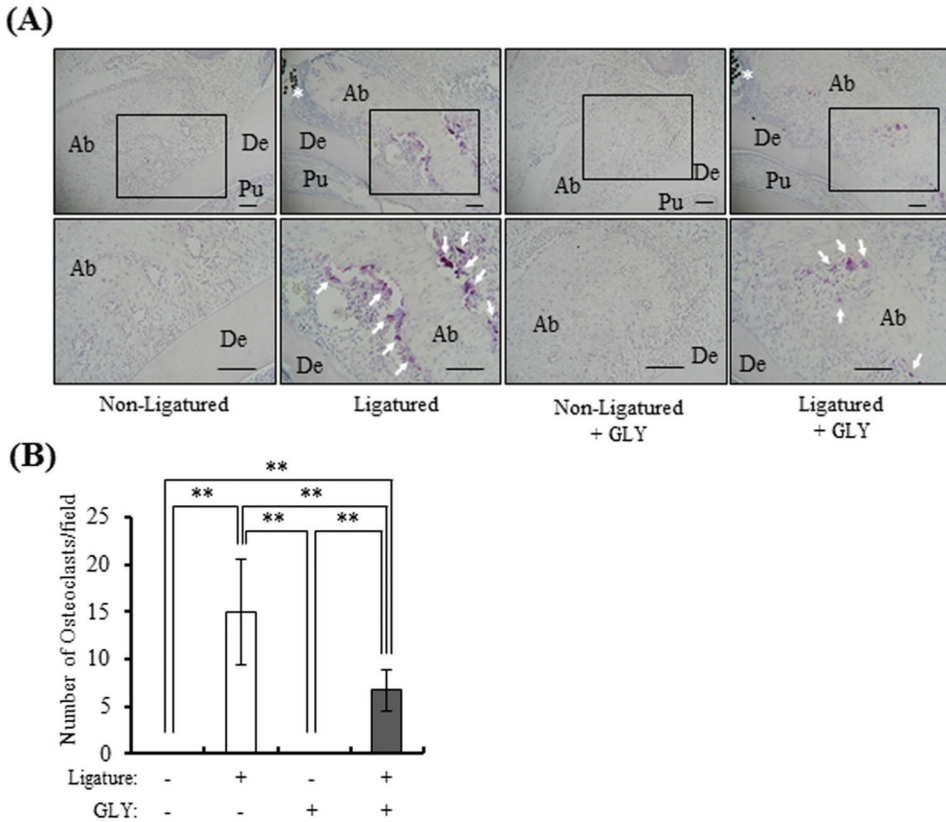 (A)
Ab De Pu
* Ab De Pu
Ab De Pu
* Ab De Pu
Ab De
Ab De
Ab De
Ab De
Non-Ligatured
Ligatured
Non-Ligatured
+ GLY
Ligatured
+ GLY
(B)
**
** **
** **
Number of Osteoclasts/field
25
20
15
10
5
0
Ligature: - + - +
GLY: - - + +